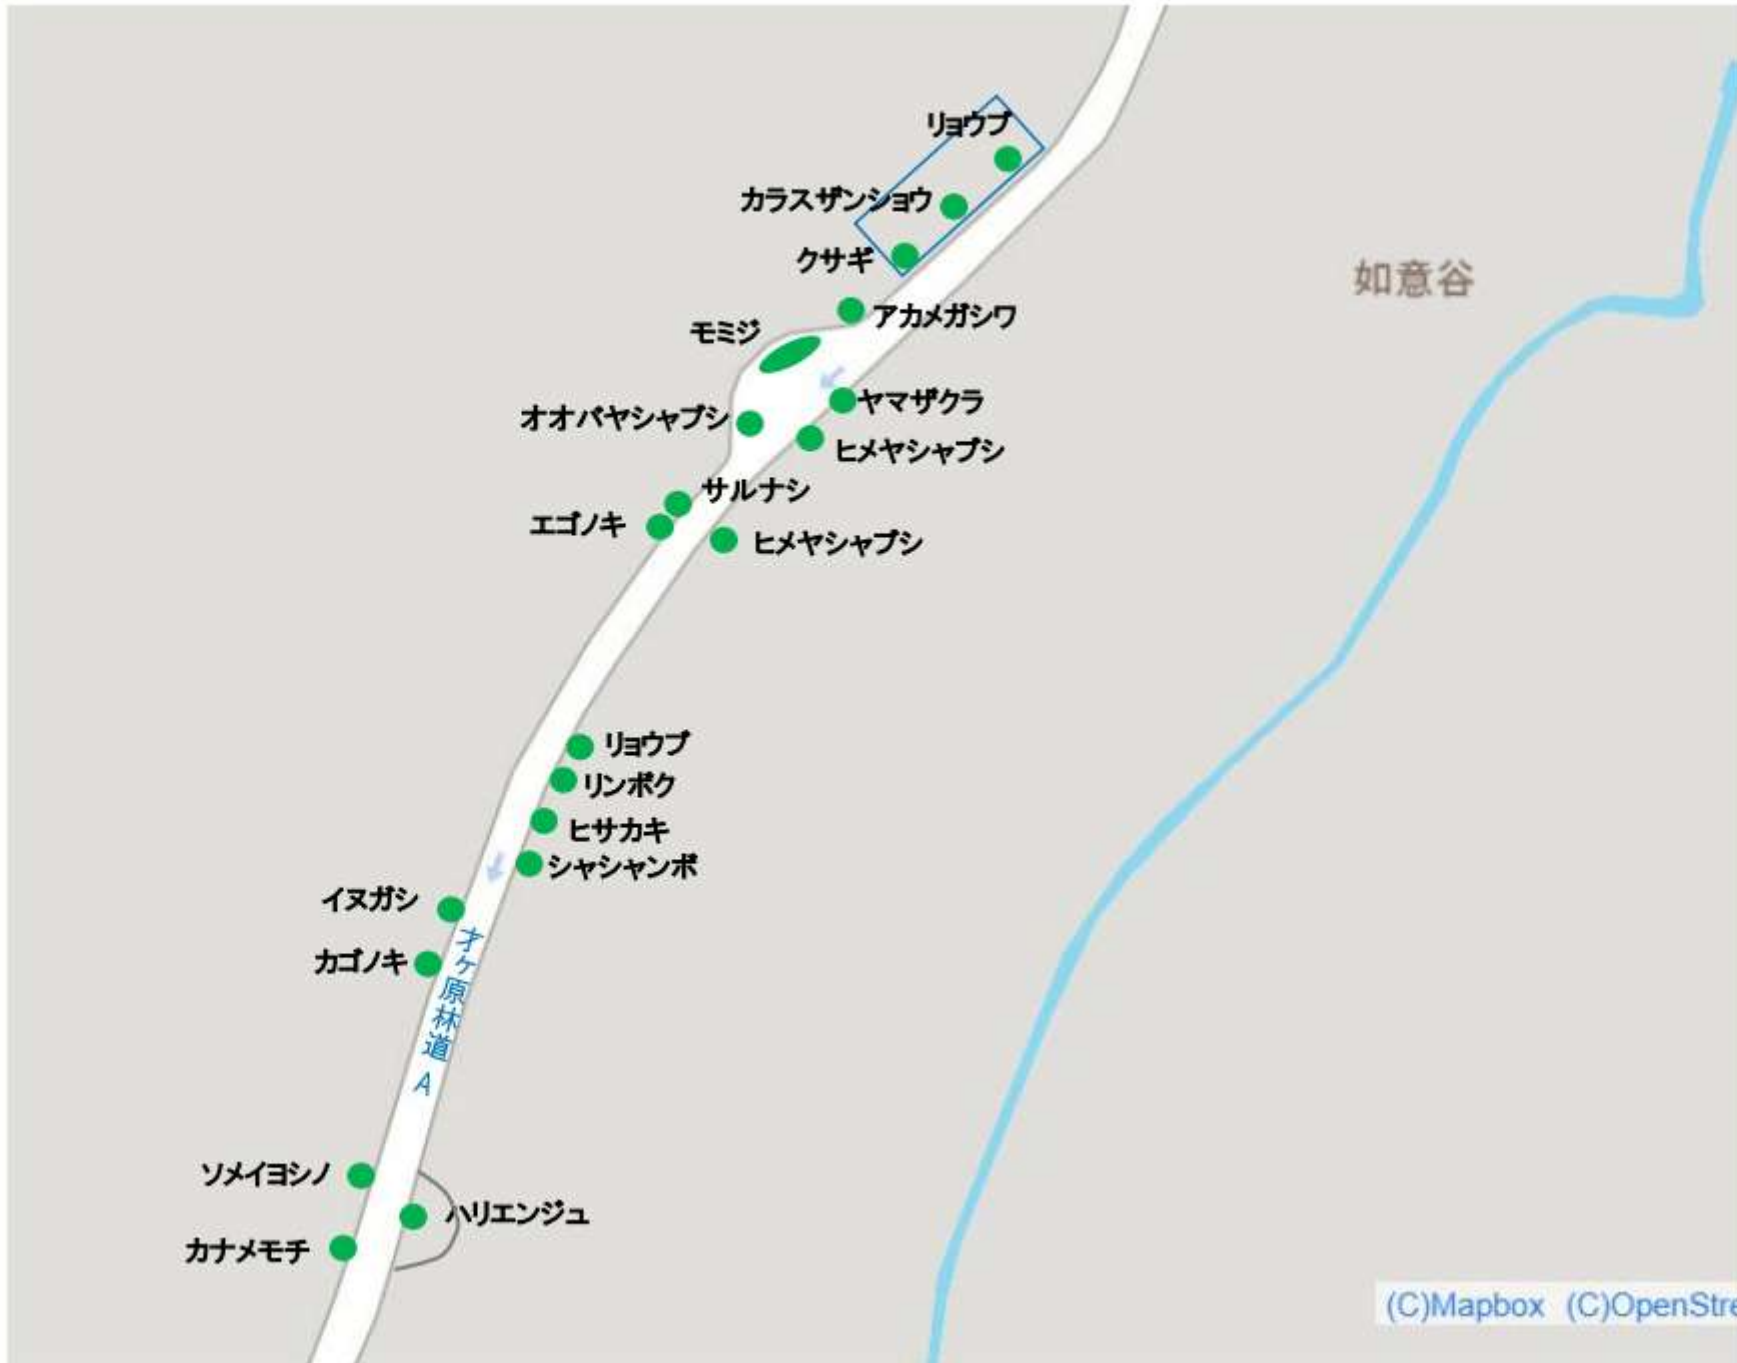 リョウブ
カラスザンショウ
クサギ
如意谷
アカメガシワ
モミジ
ヤマザクラ
オオバヤシャブシ
ヒメヤシャブシ
サルナシ
エゴノキ
ヒメヤシャブシ
リョウブ
リンボク
ヒサカキ
シャシャンボ
イヌガシ
カゴノキ
才ヶ原林道 A
ソメイヨシノ
ハリエンジュ
カナメモチ
(C)Mapbox (C)OpenStre